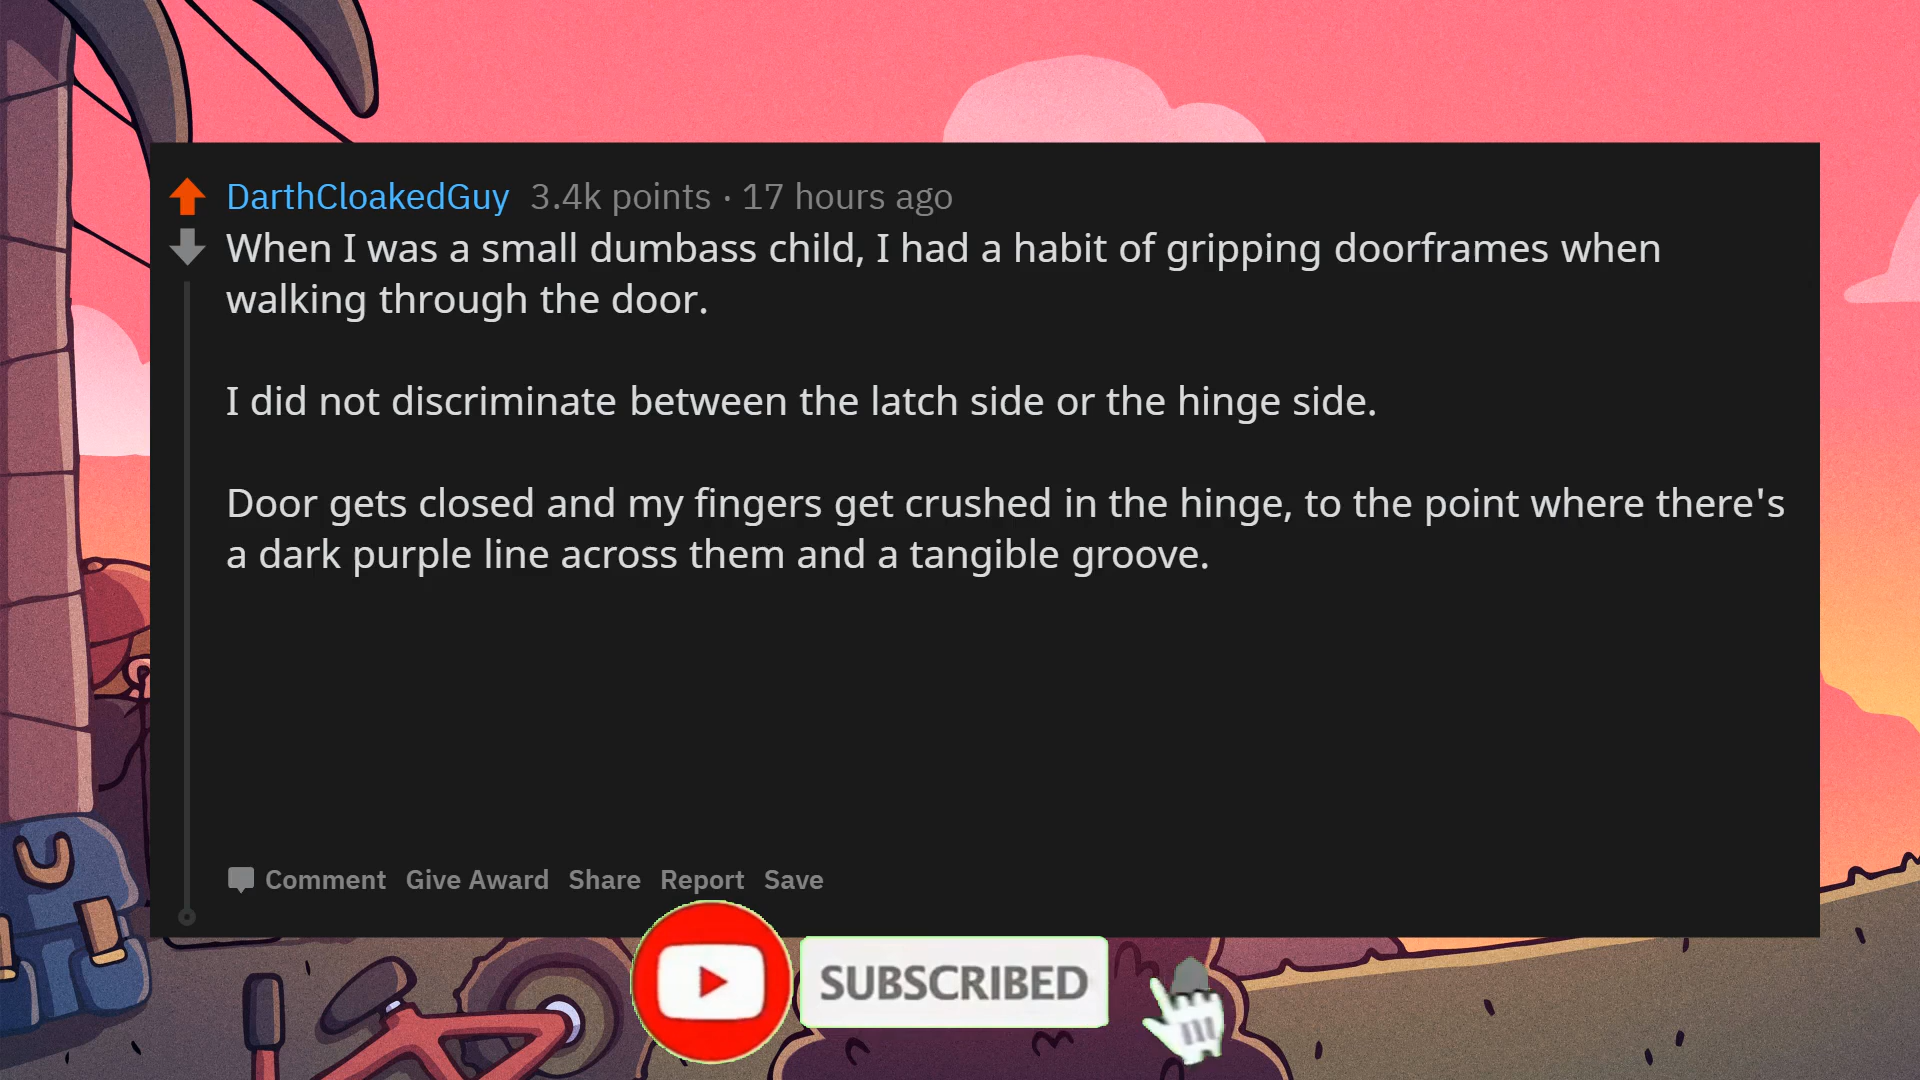 DarthCloakedGuy 3.4k points · 17 hours ago
When I was a small dumbass child, I had a habit of gripping doorframes when
walking through the door.
I did not discriminate between the latch side or the hinge side.
Door gets closed and my fingers get crushed in the hinge, to the point where there's
a dark purple line across them and a tangible groove.
Comment Give Award Share Report Save
SUBSCRIBED